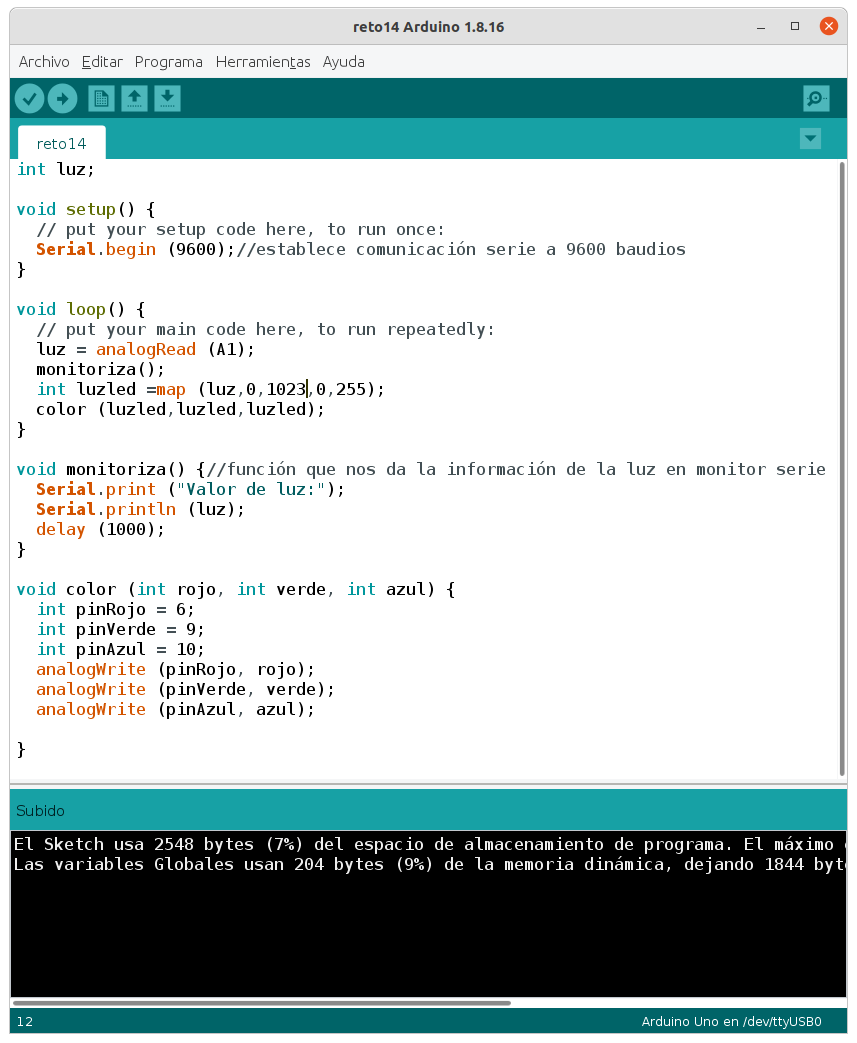 reto14 Arduino 1.8.16
Archivo Editar Programa Herramientas Ayuda
reto14
int luz;
void setup() {
  // put your setup code here, to run once:
  Serial.begin (9600);//establece comunicación serie a 9600 baudios
}
void loop() {
  // put your main code here, to run repeatedly:
  luz = analogRead (A1);
  monitoriza();
  int luzled =map (luz,0,1023,0,255);
  color (luzled,luzled,luzled);
}
void monitoriza() {//función que nos da la información de la luz en monitor serie
  Serial.print ("Valor de luz:");
  Serial.println (luz);
  delay (1000);
}
void color (int rojo, int verde, int azul) {
  int pinRojo = 6;
  int pinVerde = 9;
  int pinAzul = 10;
  analogWrite (pinRojo, rojo);
  analogWrite (pinVerde, verde);
  analogWrite (pinAzul, azul);
}
Subido
El Sketch usa 2548 bytes (7%) del espacio de almacenamiento de programa. El máximo
Las variables Globales usan 204 bytes (9%) de la memoria dinámica, dejando 1844
12
Arduino Uno en /dev/ttyUSB0